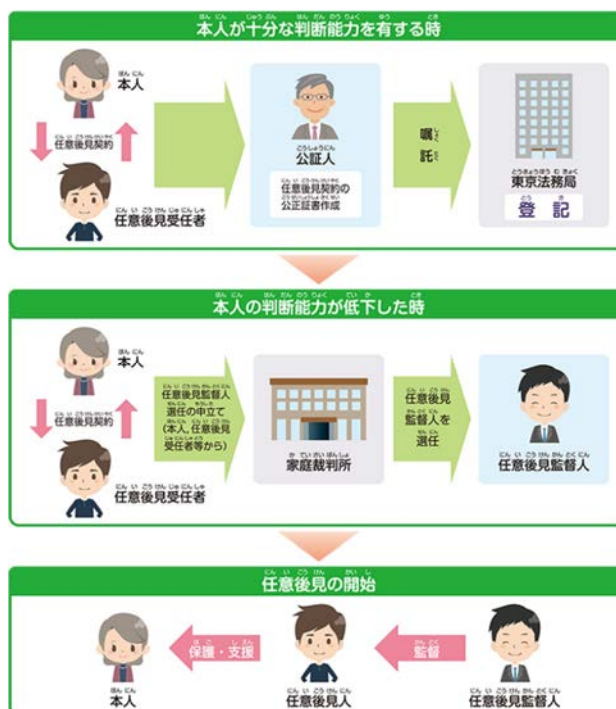 本人が十分な判断能力を有する時
本人
任意後見契約
任意後見受任者
公証人
任意後見契約の
公正証書作成
嘱託
東京法務局
登記
本人の判断能力が低下した時
本人
任意後見契約
任意後見受任者
任意後見監督人
選任の申立て
(本人,任意後見
受任者等から)
家庭裁判所
任意後見
監督人を
選任
任意後見監督人
任意後見の開始
保護・支援
監督
本人
任意後見人
任意後見監督人